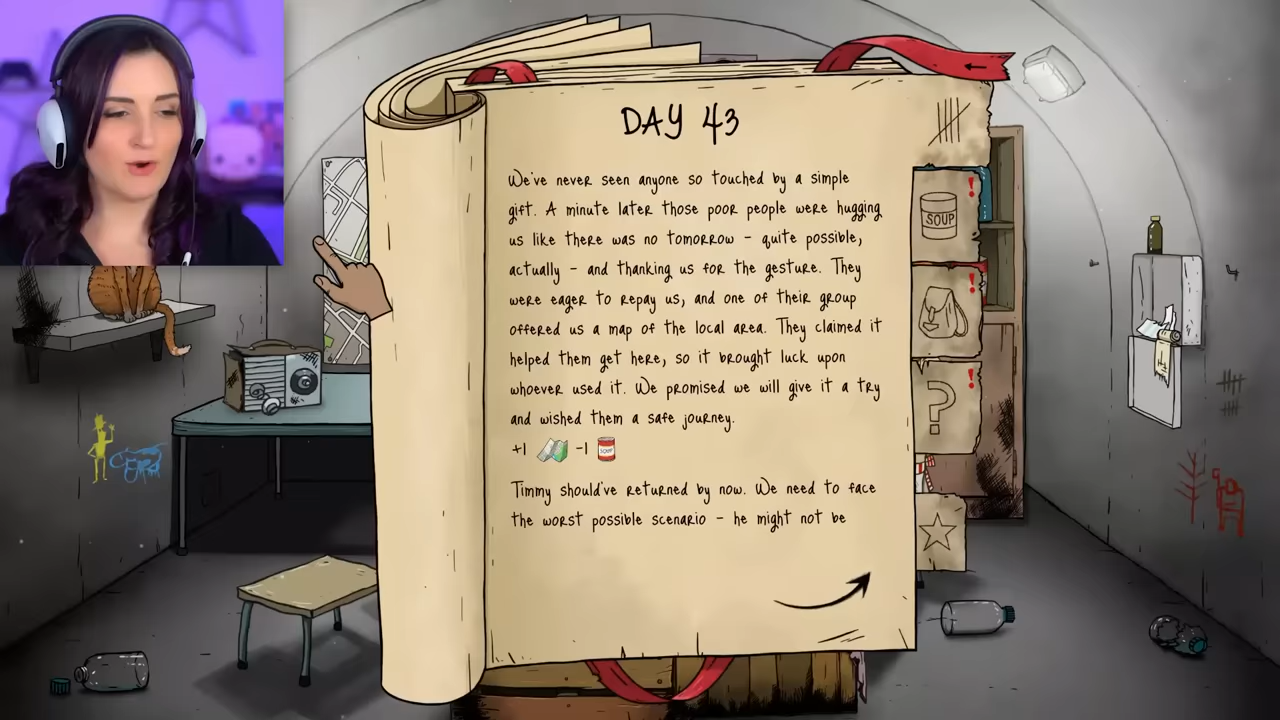 DAY 43
We've never seen anyone so touched by a simple
gift. A minute later those poor people were hugging
us like there was no tomorrow - quite possible,
actually - and thanking us for the gesture. They
were eager to repay us, and one of their group
offered us a map of the local area. They claimed it
helped them get here, so it brought luck upon
whoever used it. We promised we will give it a try
and wished them a safe journey.
+1 -1
Timmy should've returned by now. We need to face
the worst possible scenario - he might not be
SOUP
!
!
?
!